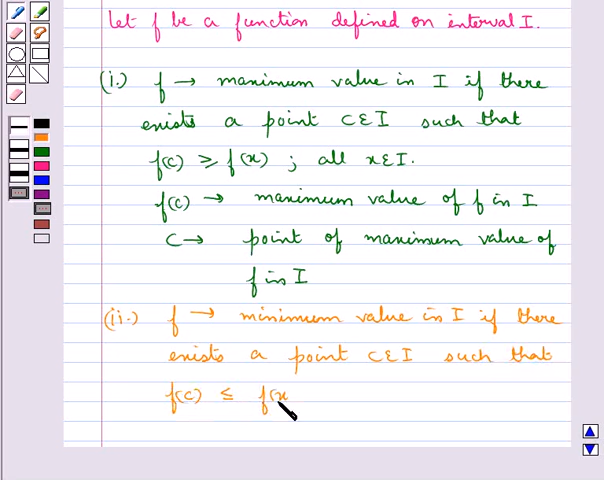 let f be a function defined on interval I.
(i.) f → maximum value in I if there
exists a point C ε I such that
f(c) ≥ f(x) ; all x ε I.
f(c) → maximum value of f in I
C → point of maximum value of
f in I
(ii.) f → minimum value in I if there
exists a point C ε I such that
f(c) ≤ f(x